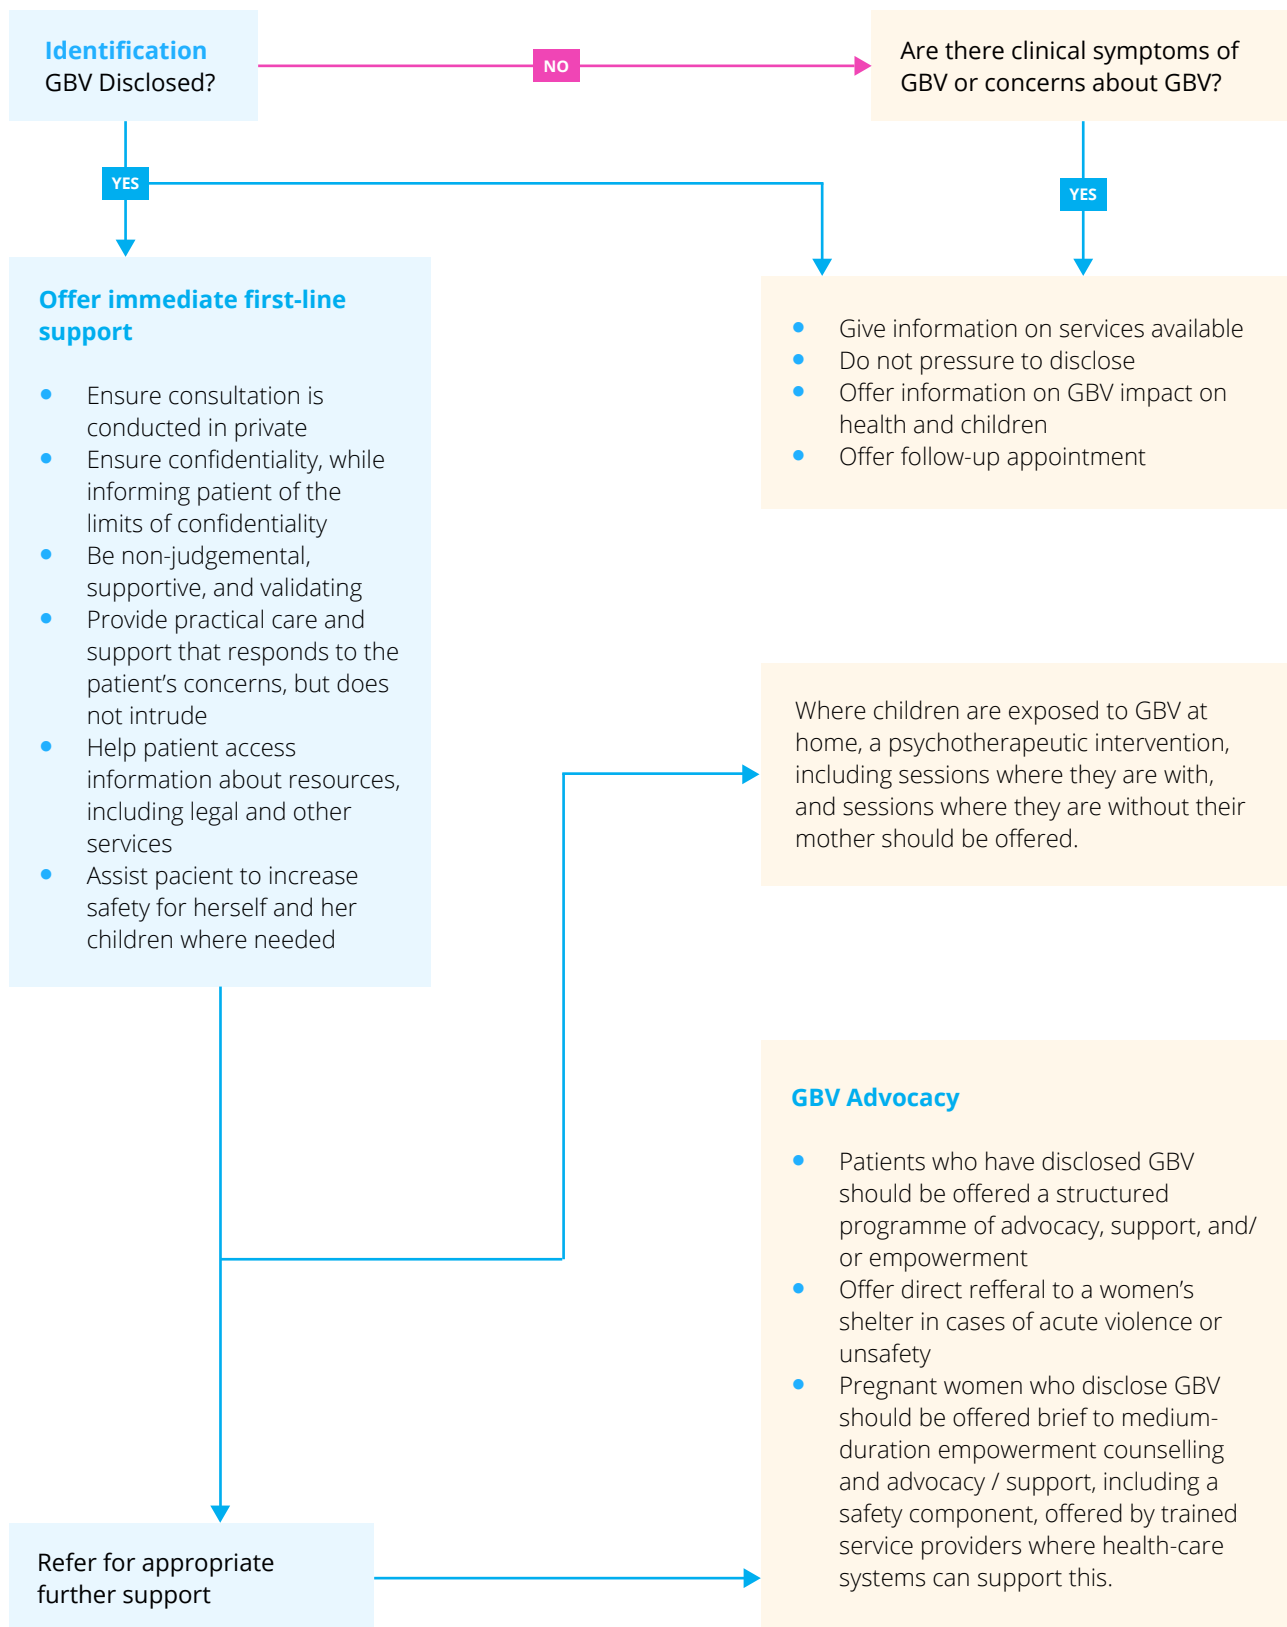 Identification
GBV Disclosed?
NO
Are there clinical symptoms of
GBV or concerns about GBV?
YES
YES
Offer immediate first-line
support
• Ensure consultation is
conducted in private
• Ensure confidentiality, while
informing patient of the
limits of confidentiality
• Be non-judgemental,
supportive, and validating
• Provide practical care and
support that responds to the
patient’s concerns, but does
not intrude
• Help patient access
information about resources,
including legal and other
services
• Assist pacient to increase
safety for herself and her
children where needed
• Give information on services available
• Do not pressure to disclose
• Offer information on GBV impact on
health and children
• Offer follow-up appointment
Where children are exposed to GBV at
home, a psychotherapeutic intervention,
including sessions where they are with,
and sessions where they are without their
mother should be offered.
Refer for appropriate
further support
GBV Advocacy
• Patients who have disclosed GBV
should be offered a structured
programme of advocacy, support, and/
or empowerment
• Offer direct refferal to a women’s
shelter in cases of acute violence or
unsafety
• Pregnant women who disclose GBV
should be offered brief to medium-
duration empowerment counselling
and advocacy / support, including a
safety component, offered by trained
service providers where health-care
systems can support this.